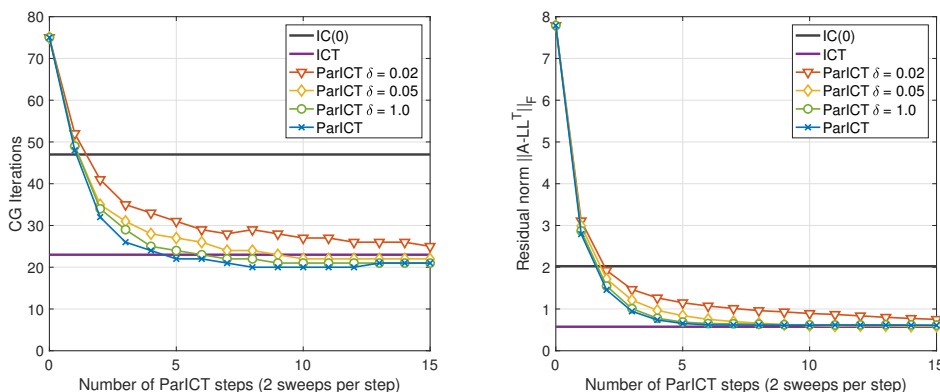 80
70
60
50
40
30
20
10
0
CG Iterations
0 5 10 15
Number of ParICT steps (2 sweeps per step)
IC(0)
ICT
ParICT δ = 0.02
ParICT δ = 0.05
ParICT δ = 1.0
ParICT
8
7
6
5
4
3
2
1
0
Residual norm ||A-LL^T||_F
0 5 10 15
Number of ParICT steps (2 sweeps per step)
IC(0)
ICT
ParICT δ = 0.02
ParICT δ = 0.05
ParICT δ = 1.0
ParICT